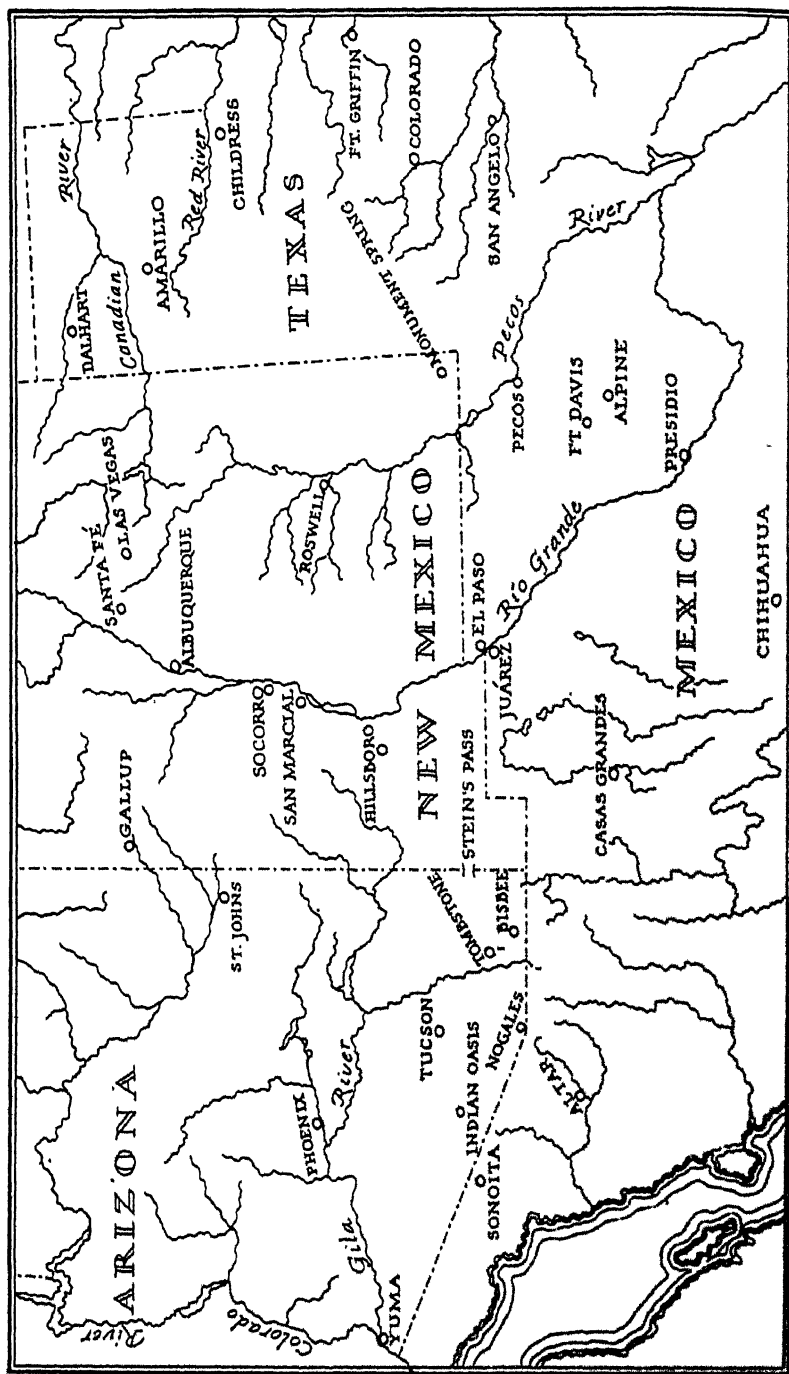 ARIZONA
NEW MEXICO
TEXAS
MEXICO
River
Colorado
Gila
River
YUMA
PHOENIX
ST. JOHNS
TUCSON
INDIAN OASIS
SONOITA
NOGALES
ALTAR
TOMBSTONE
BISBEE
GALLUP
SOCORRO
SAN MARCIAL
HILLSBORO
STEIN'S PASS
ALBUQUERQUE
SANTA FÉ
LAS VEGAS
ROSWELL
EL PASO
JUÁREZ
CASAS GRANDES
CHIHUAHUA
Rio Grande
PRESIDIO
ALPINE
FT DAVIS
PECOS
Pecos
River
MONUMENT SPRING
DALHART
Canadian
River
AMARILLO
Red River
CHILDRESS
FT. GRIFFIN
COLORADO
SAN ANGELO